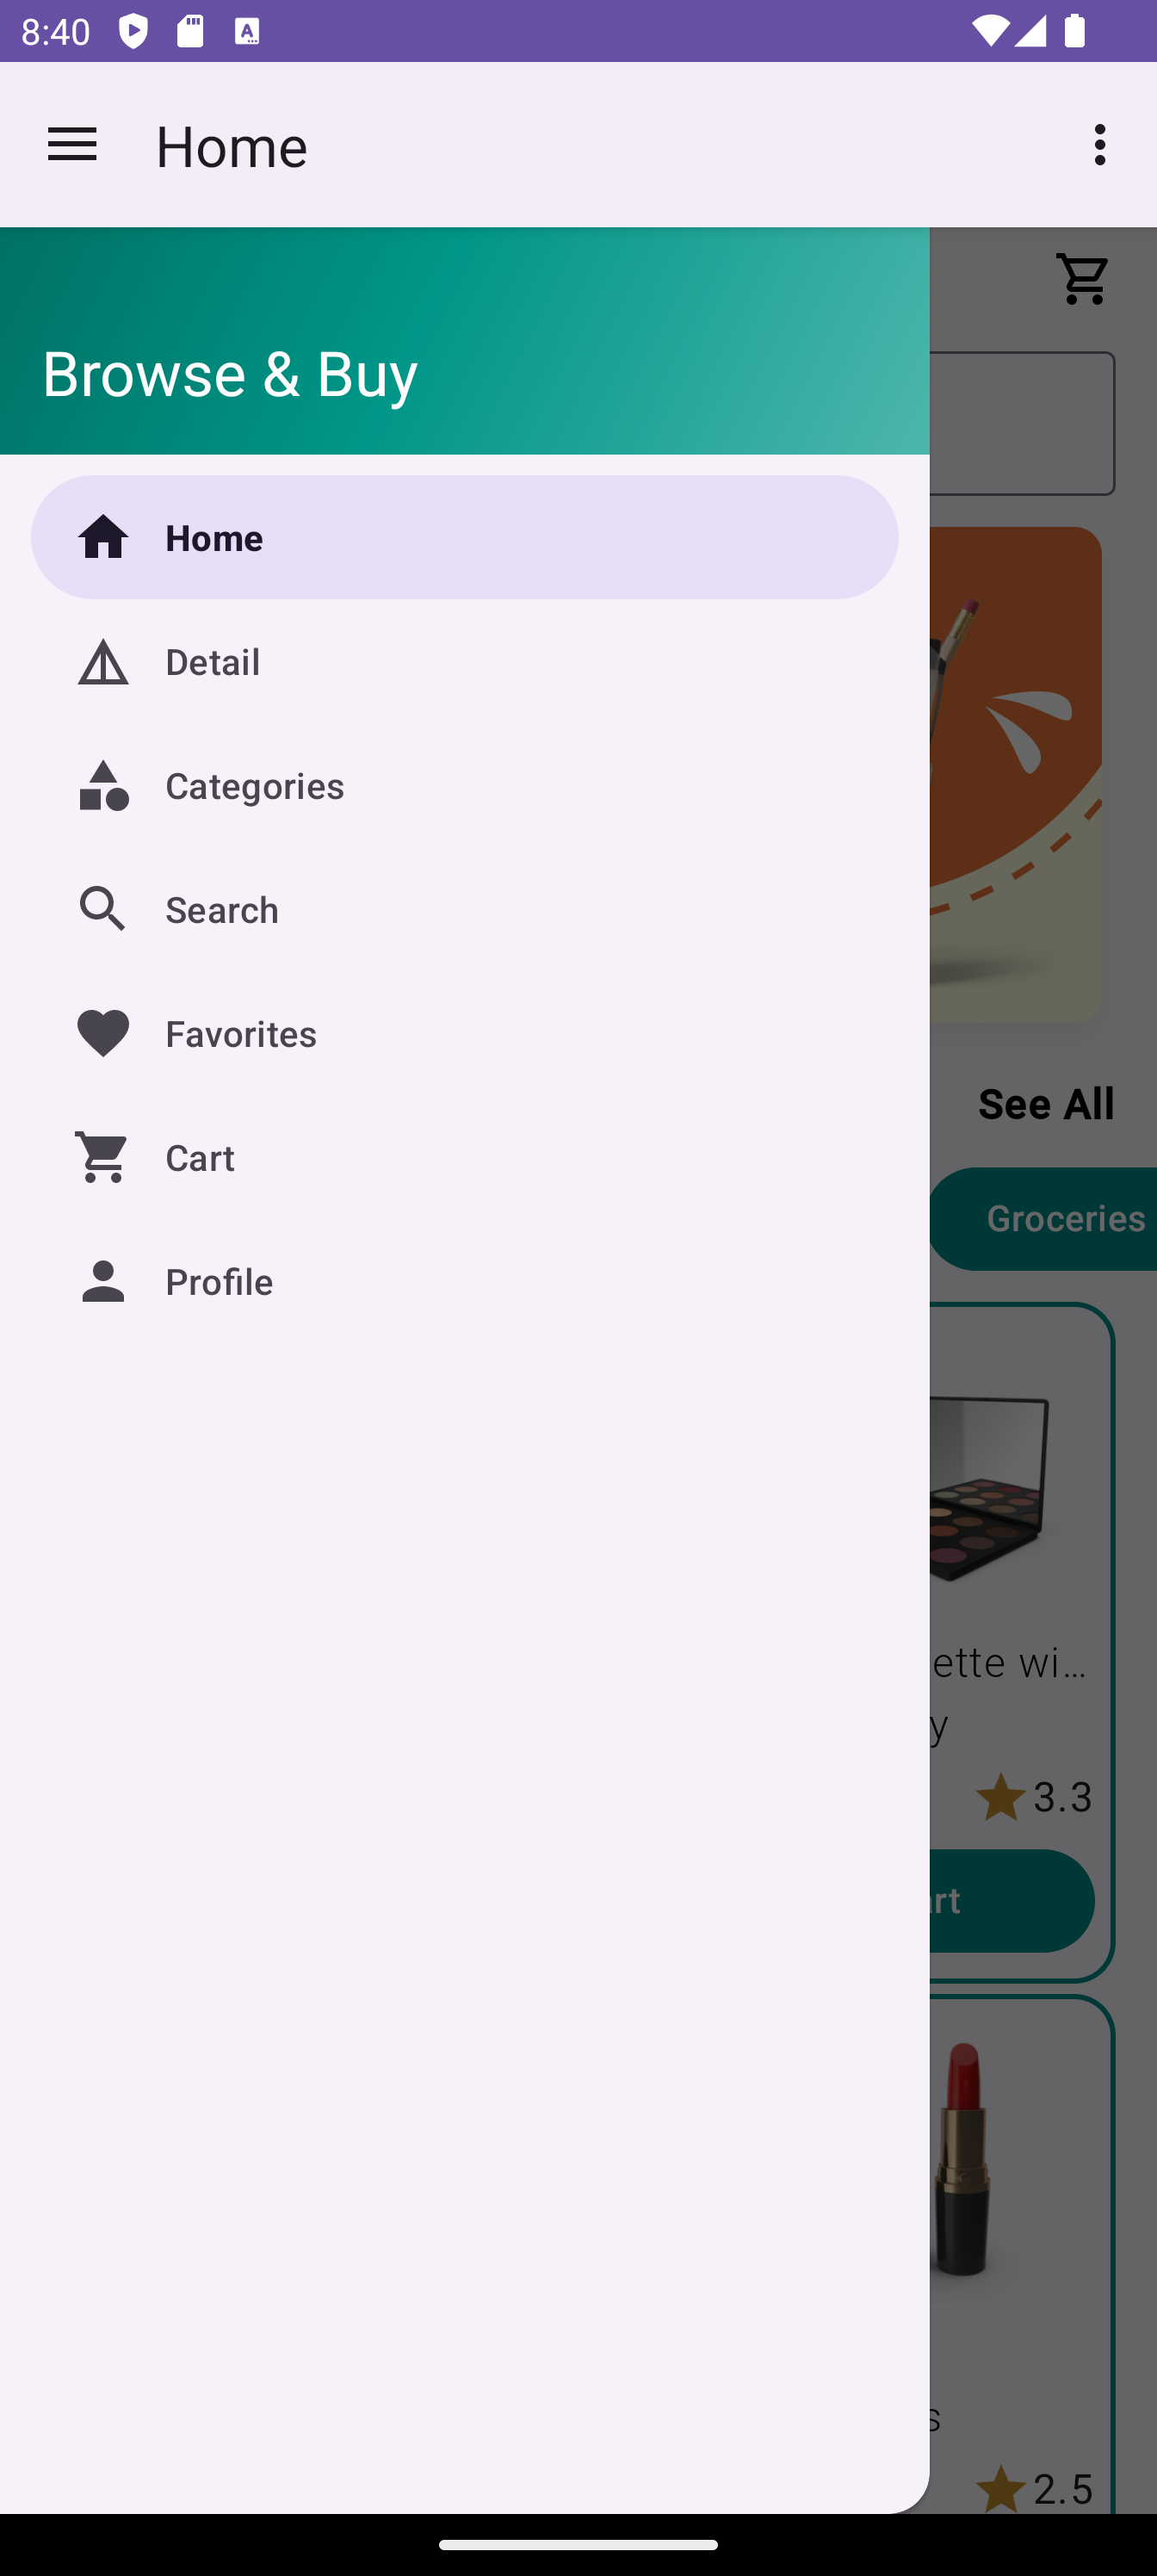 8:40
Home
Browse & Buy
Home
Detail
Categories
Search
Favorites
Cart
Profile
See All
Groceries
ette wi...
y
3.3
art
s
2.5